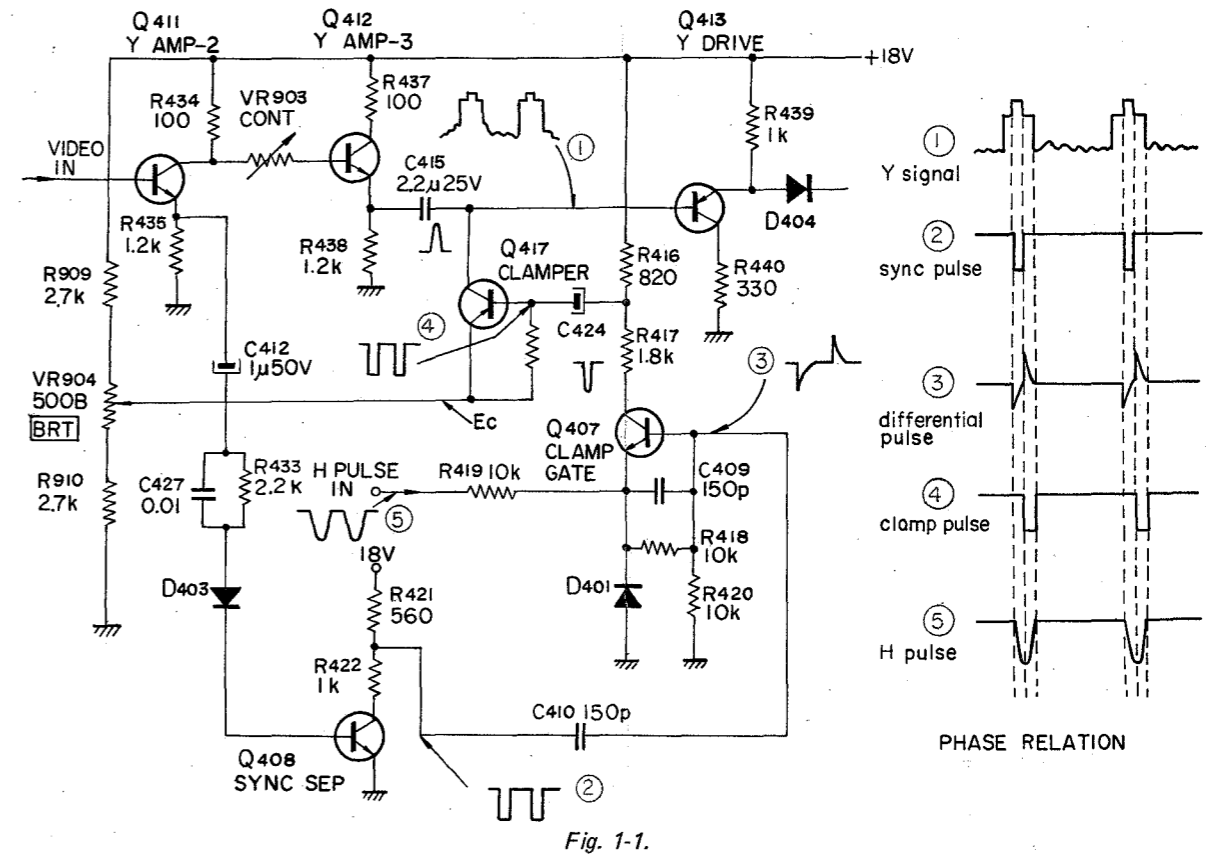 Q411
Y AMP-2
Q412
Y AMP-3
Q413
Y DRIVE
+18V
R434
100
VR903
CONT
R437
100
R439
1k
VIDEO
IN
C415
2.2µ25V
①
D404
R435
1.2k
R438
1.2k
Q417
CLAMPER
R416
820
R440
330
R909
2.7k
④
C424
R417
1.8k
③
C412
1µ50V
VR904
500B
BRT
Ec
Q407
CLAMP
GATE
C409
150p
R910
2.7k
C427
0.01
R433
2.2k
H PULSE
IN
R419 10k
⑤
18V
R418
10k
D403
R421
560
D401
R420
10k
R422
1k
C410 150p
Q408
SYNC SEP
②
①
Y signal
②
sync pulse
③
differential
pulse
④
clamp pulse
⑤
H pulse
PHASE RELATION
Fig. 1-1.